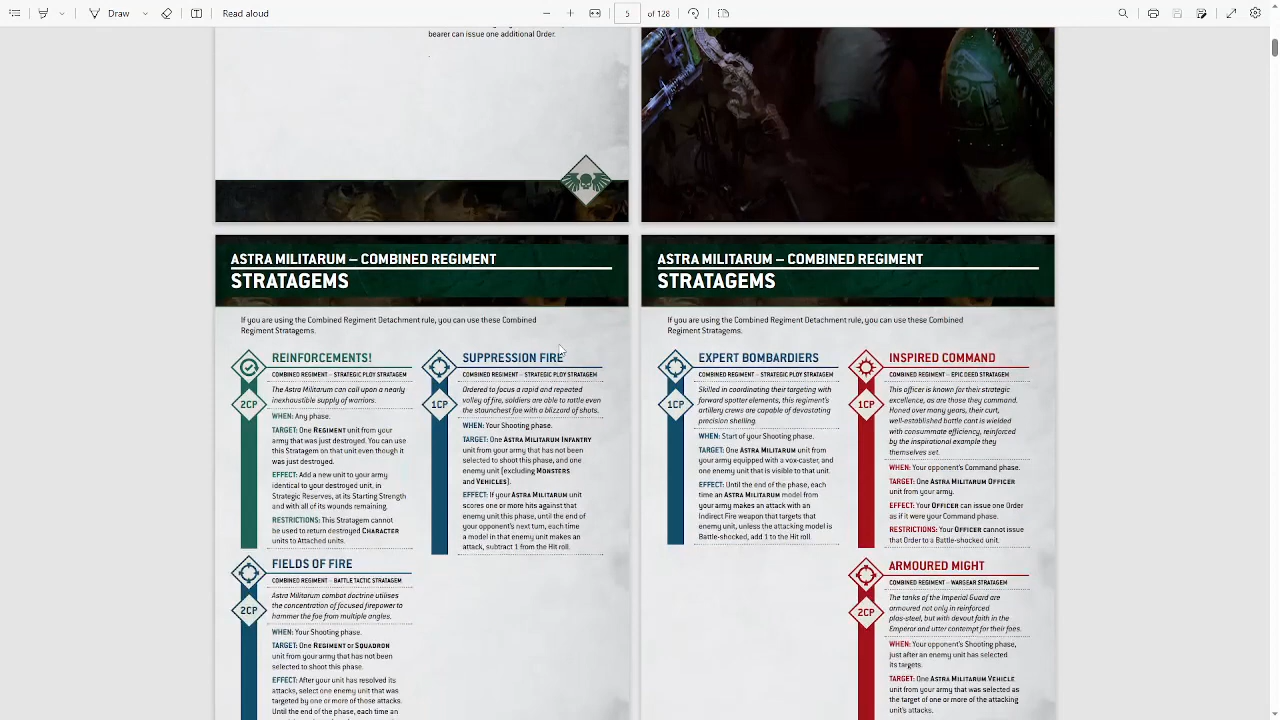 Draw
Read aloud
5
of 128
bearer can issue one additional Order.
ASTRA MILITARUM – COMBINED REGIMENT
STRATAGEMS
If you are using the Combined Regiment Detachment rule, you can use these Combined
Regiment Stratagems.
REINFORCEMENTS!
COMBINED REGIMENT – STRATEGIC PLOY STRATAGEM
2CP
The Astra Militarum can call upon a nearly
inexhaustible supply of warriors.
WHEN: Any phase.
TARGET: One REGIMENT unit from your
army that was just destroyed. You can use
this Stratagem on that unit even though it
was just destroyed.
EFFECT: Add a new unit to your army
identical to your destroyed unit, in
Strategic Reserves, at its Starting Strength
and with all of its wounds remaining.
RESTRICTIONS: This Stratagem cannot
be used to return destroyed CHARACTER
units to Attached units.
FIELDS OF FIRE
COMBINED REGIMENT – BATTLE TACTIC STRATAGEM
2CP
Astra Militarum combat doctrine utilises
the concentration of focused firepower to
hammer the foe from multiple angles.
WHEN: Your Shooting phase.
TARGET: One REGIMENT or SQUADRON
unit from your army that has not been
selected to shoot this phase.
EFFECT: After your unit has resolved its
attacks, select one enemy unit that was
targeted by one or more of those attacks.
Until the end of the phase, each time an
SUPPRESSION FIRE
COMBINED REGIMENT – STRATEGIC PLOY STRATAGEM
1CP
Ordered to focus a rapid and repeated
volley of fire, soldiers are able to rattle even
the staunchest foe with a blizzard of shots.
WHEN: Your Shooting phase.
TARGET: One ASTRA MILITARUM INFANTRY
unit from your army that has not been
selected to shoot this phase, and one
enemy unit (excluding MONSTERS
and VEHICLES).
EFFECT: If your ASTRA MILITARUM unit
scores one or more hits against that
enemy unit this phase, until the end of
your opponent's next turn, each time
a model in that enemy unit makes an
attack, subtract 1 from the Hit roll.
ASTRA MILITARUM – COMBINED REGIMENT
STRATAGEMS
If you are using the Combined Regiment Detachment rule, you can use these Combined
Regiment Stratagems.
EXPERT BOMBARDIERS
COMBINED REGIMENT – STRATEGIC PLOY STRATAGEM
1CP
Skilled in coordinating their targeting with
forward spotter elements, this regiment's
artillery crews are capable of devastating
precision shelling.
WHEN: Start of your Shooting phase.
TARGET: One ASTRA MILITARUM unit from
your army equipped with a vox-caster, and
one enemy unit that is visible to that unit.
EFFECT: Until the end of the phase, each
time an ASTRA MILITARUM model from
your army makes an attack with an
Indirect Fire weapon that targets that
enemy unit, unless the attacking model is
Battle-shocked, add 1 to the Hit roll.
INSPIRED COMMAND
COMBINED REGIMENT – EPIC DEED STRATAGEM
1CP
This officer is known for their strategic
excellence, as are those they command.
Honed over many years, their curt,
well-established battle cant is wielded
with consummate efficiency, reinforced
by the inspirational example they
themselves set.
WHEN: Your opponent's Command phase.
TARGET: One ASTRA MILITARUM OFFICER
unit from your army.
EFFECT: Your OFFICER can issue one Order
as if it were your Command phase.
RESTRICTIONS: Your OFFICER cannot issue
that Order to a Battle-shocked unit.
ARMOURED MIGHT
COMBINED REGIMENT – WARGEAR STRATAGEM
2CP
The tanks of the Imperial Guard are
armoured not only in reinforced
plas-steel, but with devout faith in the
Emperor and utter contempt for their foes.
WHEN: Your opponent's Shooting phase,
just after an enemy unit has selected
its targets.
TARGET: One ASTRA MILITARUM VEHICLE
unit from your army that was selected as
the target of one or more of the attacking
unit's attacks.